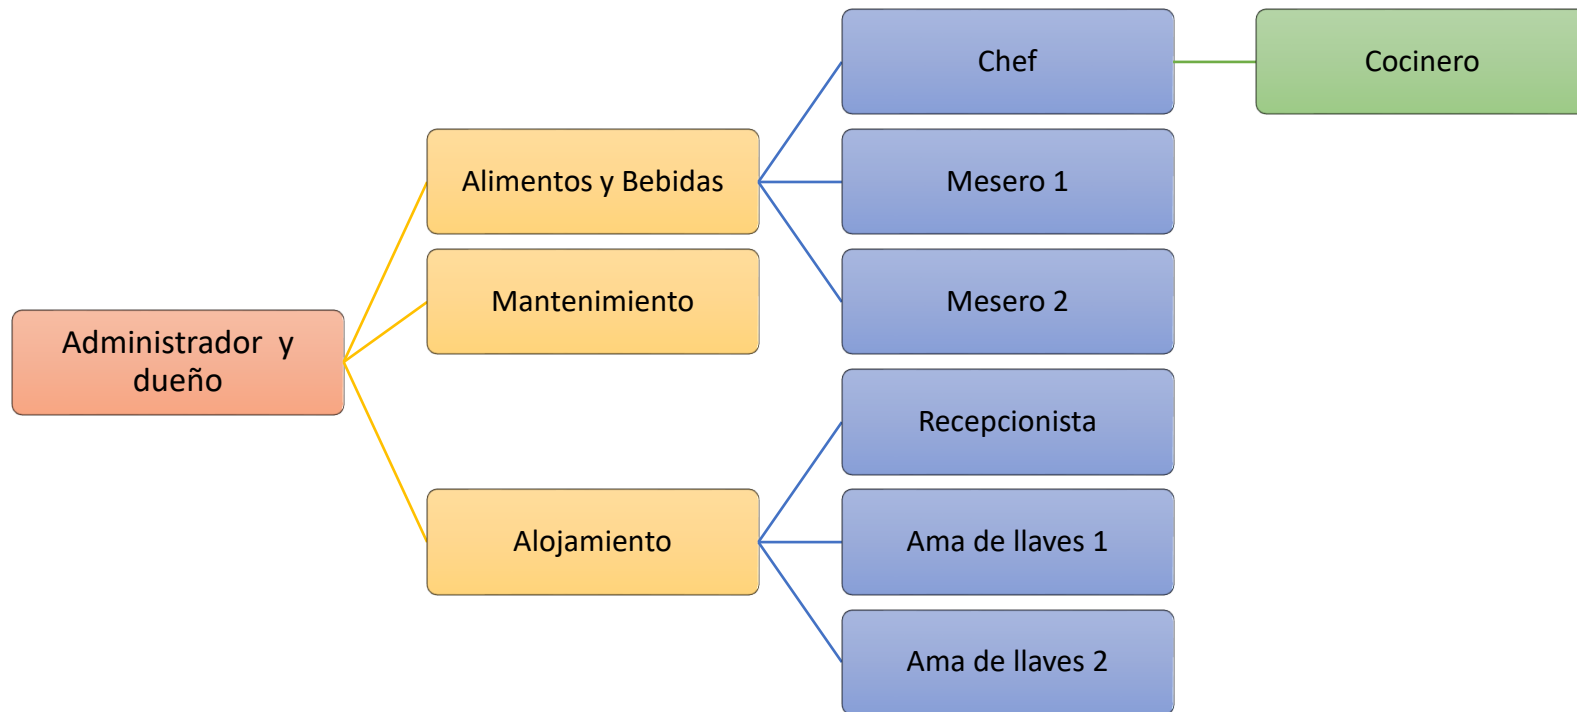 Administrador  y
dueño
Alimentos y Bebidas
Chef
Cocinero
Mesero 1
Mesero 2
Mantenimiento
Alojamiento
Recepcionista
Ama de llaves 1
Ama de llaves 2